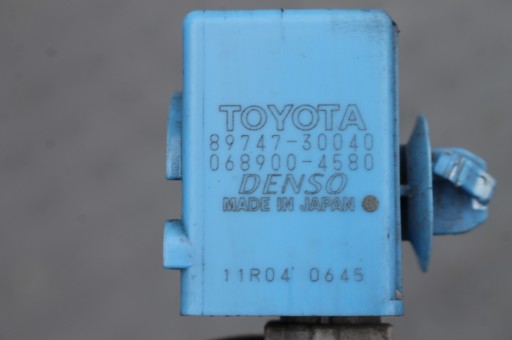 TOYOTA
89747-30040
068900-4580
DENSO
MADE IN JAPAN
11R04 0645